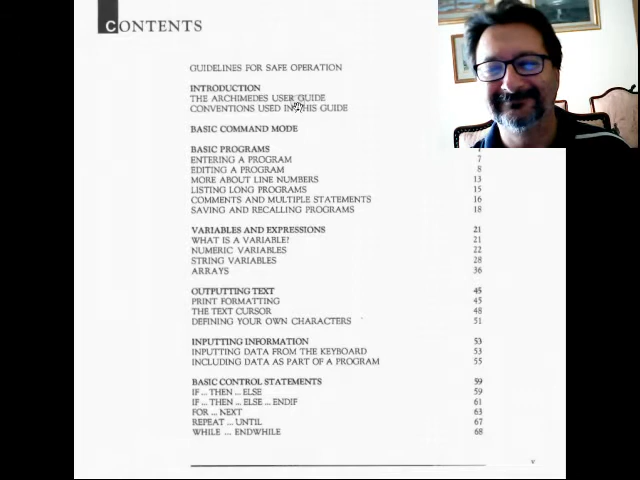 CONTENTS
GUIDELINES FOR SAFE OPERATION
INTRODUCTION
THE ARCHIMEDES USER GUIDE
CONVENTIONS USED IN THIS GUIDE
BASIC COMMAND MODE
BASIC PROGRAMS
ENTERING A PROGRAM 7
EDITING A PROGRAM 8
MORE ABOUT LINE NUMBERS 13
LISTING LONG PROGRAMS 15
COMMENTS AND MULTIPLE STATEMENTS 16
SAVING AND RECALLING PROGRAMS 18
VARIABLES AND EXPRESSIONS 21
WHAT IS A VARIABLE? 21
NUMERIC VARIABLES 22
STRING VARIABLES 28
ARRAYS 36
OUTPUTTING TEXT 45
PRINT FORMATTING 45
THE TEXT CURSOR 48
DEFINING YOUR OWN CHARACTERS 51
INPUTTING INFORMATION 53
INPUTTING DATA FROM THE KEYBOARD 53
INCLUDING DATA AS PART OF A PROGRAM 55
BASIC CONTROL STATEMENTS 59
IF ... THEN ... ELSE 59
IF ... THEN ... ELSE ... ENDIF 61
FOR ... NEXT 63
REPEAT ... UNTIL 67
WHILE ... ENDWHILE 68
v